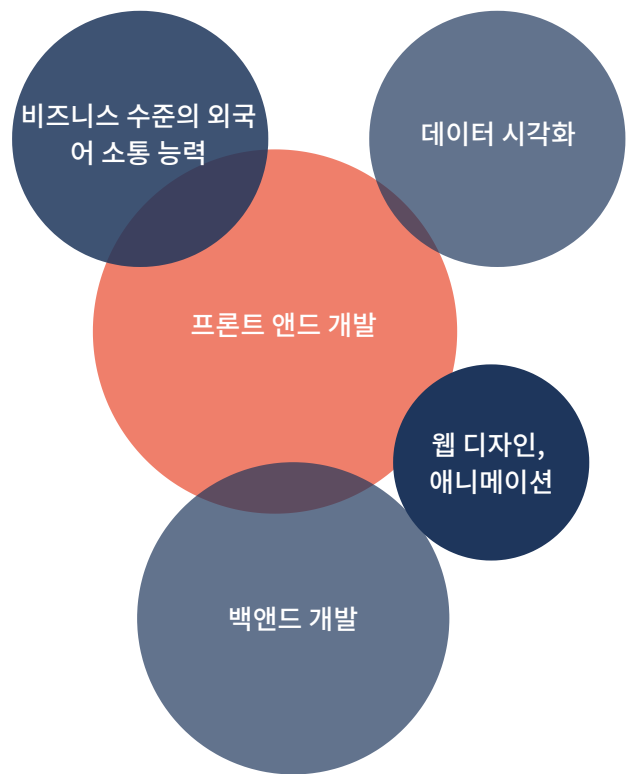 비즈니스 수준의 외국
어 소통 능력
데이터 시각화
프론트 앤드 개발
웹 디자인,
애니메이션
백앤드 개발